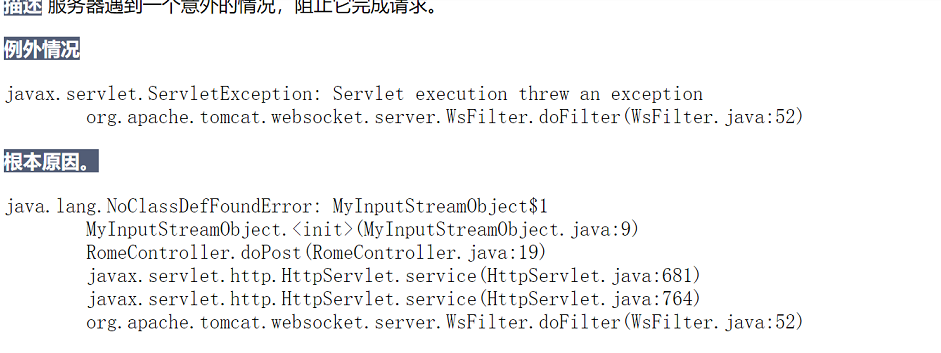 描述 服务器遇到一个意外的情况，阻止它完成请求。
例外情况
javax.servlet.ServletException: Servlet execution threw an exception
org.apache.tomcat.websocket.server.WsFilter.doFilter(WsFilter.java:52)
根本原因。
java.lang.NoClassDefFoundError: MyInputStreamObject$1
MyInputStreamObject.<init>(MyInputStreamObject.java:9)
RomeController.doPost(RomeController.java:19)
javax.servlet.http.HttpServlet.service(HttpServlet.java:681)
javax.servlet.http.HttpServlet.service(HttpServlet.java:764)
org.apache.tomcat.websocket.server.WsFilter.doFilter(WsFilter.java:52)